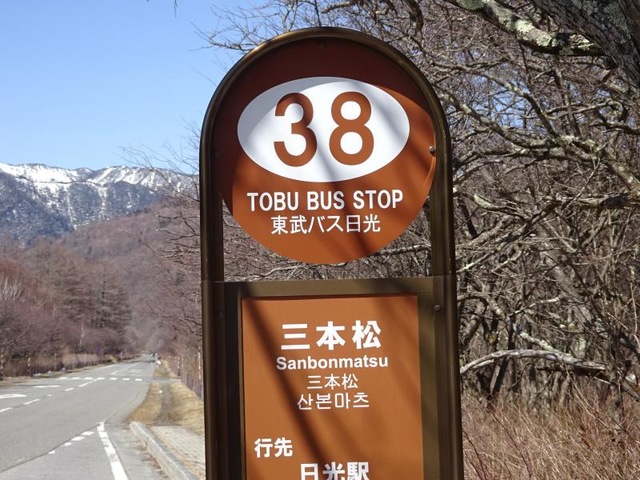 38
TOBU BUS STOP
東武バス日光
三本松
Sanbonmatsu
三本松
산본마츠
行先
日光駅